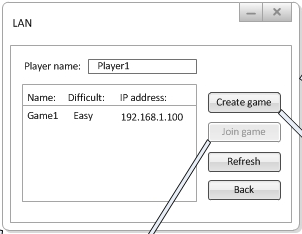 LAN
Player name: Player1
Name: Difficult: IP address:
Game1 Easy 192.168.1.100
Create game
Join game
Refresh
Back